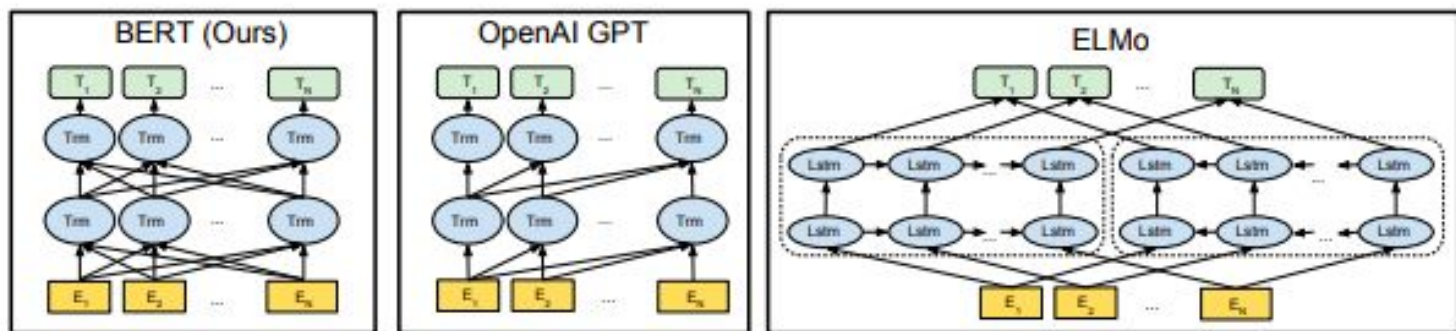 BERT (Ours) OpenAI GPT ELMo
T1 T2 ... TN T1 T2 ... TN T1 T2 ... TN
Trm Trm ... Trm Trm Trm ... Trm
Lstm Lstm ... Lstm Lstm Lstm ... Lstm
Trm Trm ... Trm Trm Trm ... Trm
Lstm Lstm ... Lstm Lstm Lstm ... Lstm
E1 E2 ... EN E1 E2 ... EN E1 E2 ... EN